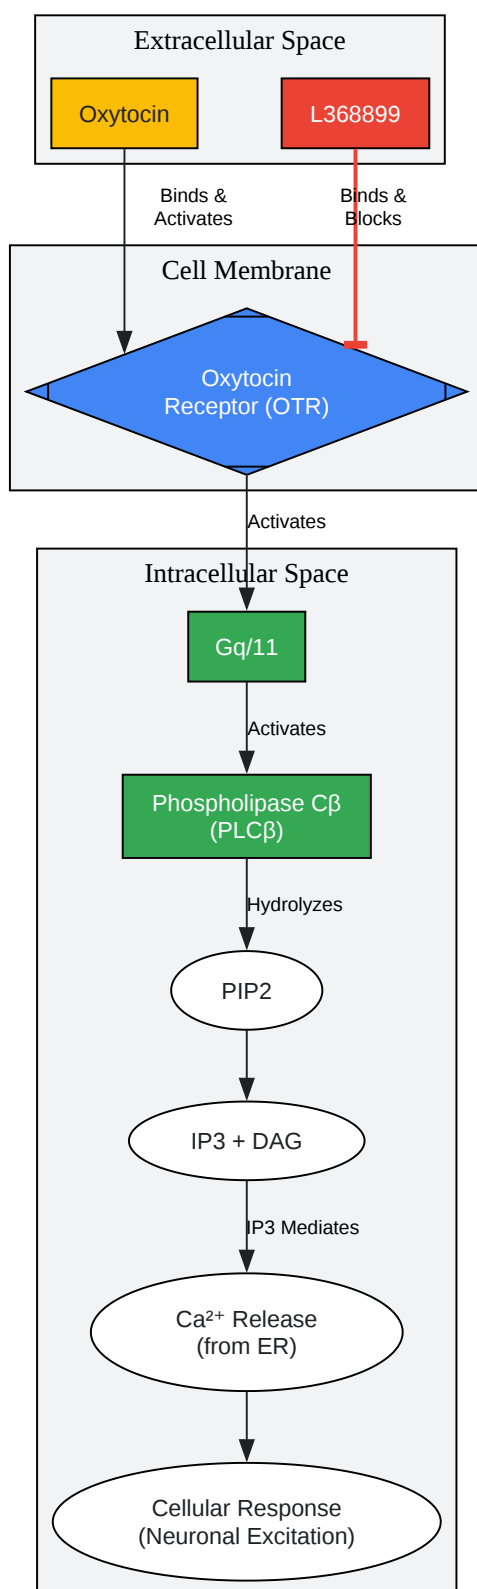 Extracellular Space
Oxytocin
L368899
Binds &
Activates
Binds &
Blocks
Cell Membrane
Oxytocin
Receptor (OTR)
Activates
Intracellular Space
Gq/11
Activates
Phospholipase Cβ
(PLCβ)
Hydrolyzes
PIP2
IP3 + DAG
IP3 Mediates
Ca²⁺ Release
(from ER)
Cellular Response
(Neuronal Excitation)